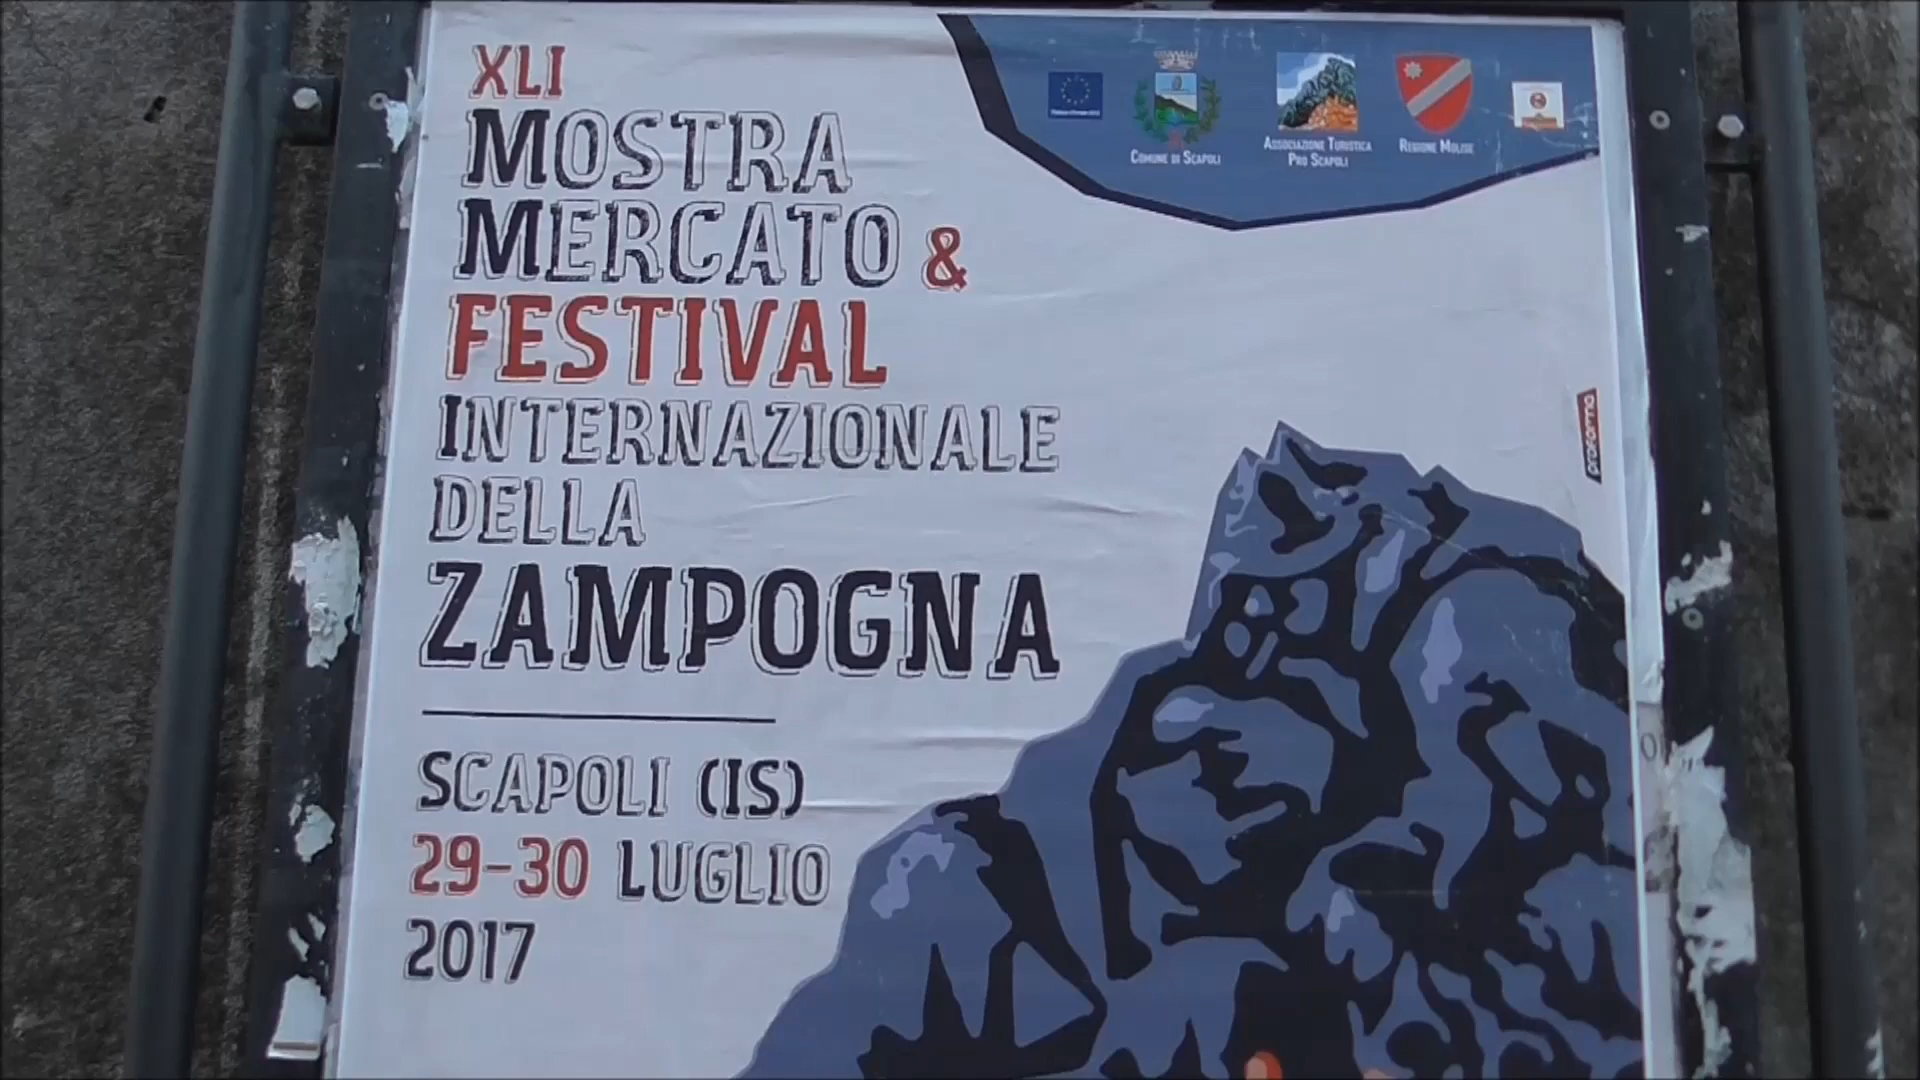 XLI
MOSTRA
MERCATO &
FESTIVAL
INTERNAZIONALE
DELLA
ZAMPOGNA
SCAPOLI (IS)
29-30 LUGLIO
2017
COMUNE DI SCAPOLI
ASSOCIAZIONE TURISTICA
PRO SCAPOLI
REGIONE MOLISE
proforma